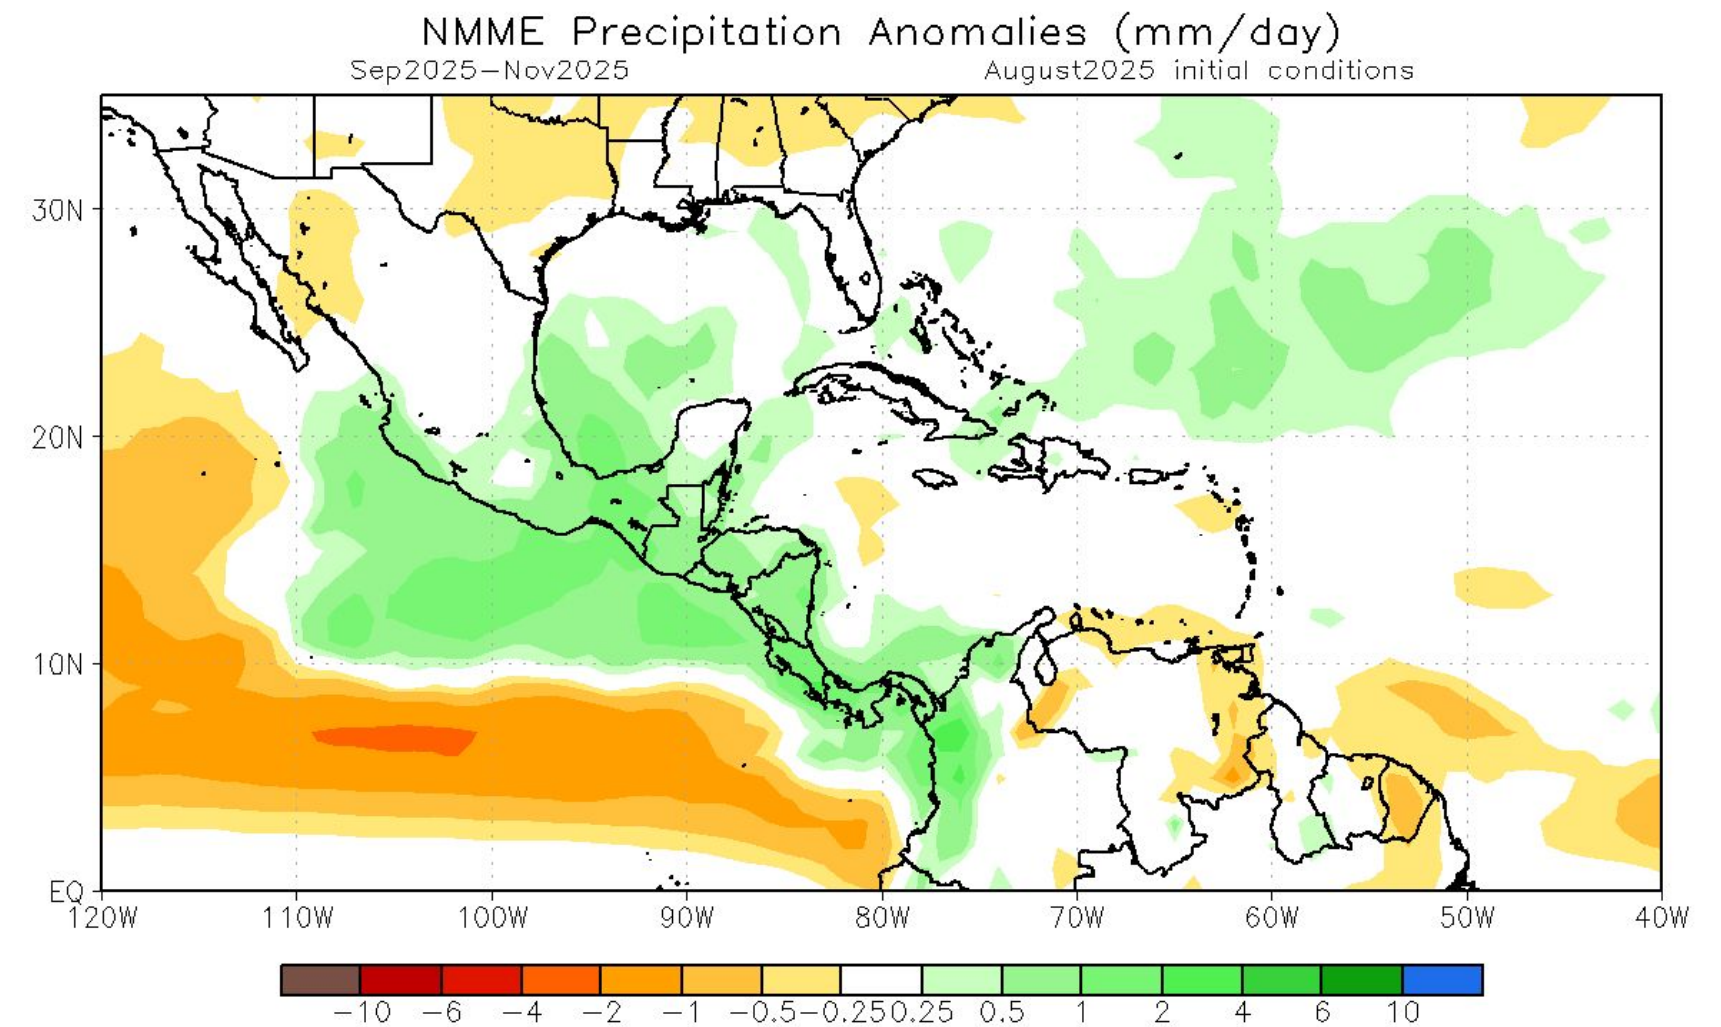 NMME Precipitation Anomalies (mm/day)
Sep2025-Nov2025 August2025 initial conditions
30N
20N
10N
EQ
120W 110W 100W 90W 80W 70W 60W 50W 40W
-10 -6 -4 -2 -1 -0.5 -0.25 0.25 0.5 1 2 4 6 10